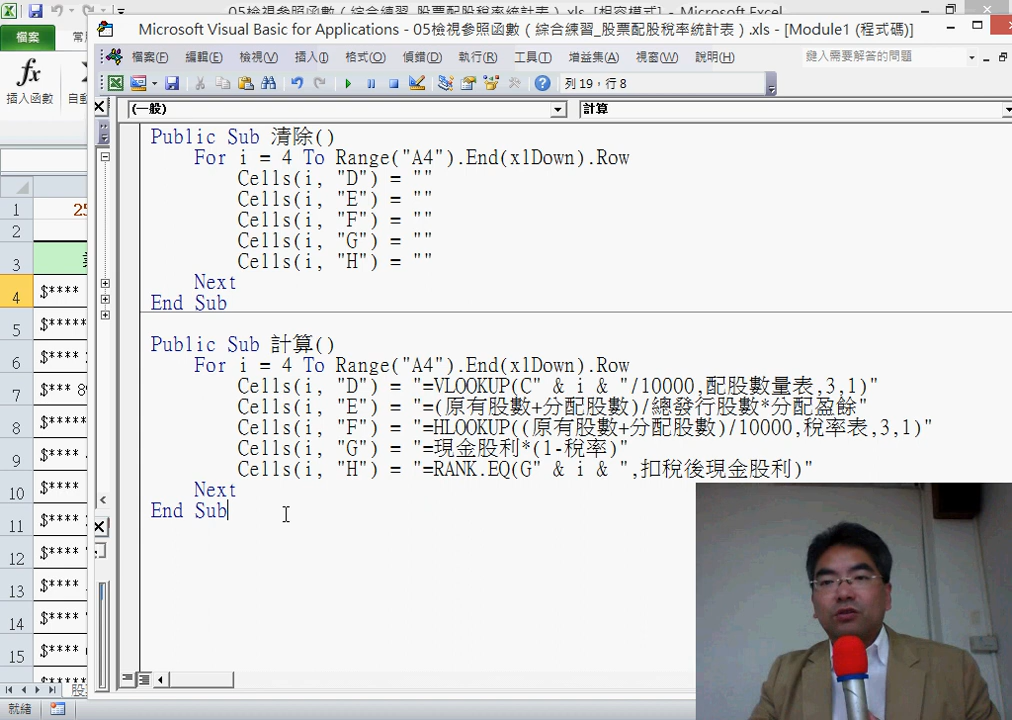 05檢視參照函數（綜合練習_股票配股稅率統計表）.xls [相容模式] - Microsoft Excel
檔案
常
插入函數
自動
Microsoft Visual Basic for Applications - 05檢視參照函數（綜合練習_股票配股稅率統計表）.xls - [Module1 (程式碼)]
檔案(F) 編輯(E) 檢視(V) 插入(I) 格式(O) 偵錯(D) 執行(R) 工具(T) 增益集(A) 視窗(W) 說明(H)
鍵入需要解答的問題
列 19，行 8
(一般)
計算
Public Sub 清除()
For i = 4 To Range("A4").End(xlDown).Row
Cells(i, "D") = ""
Cells(i, "E") = ""
Cells(i, "F") = ""
Cells(i, "G") = ""
Cells(i, "H") = ""
Next
End Sub
Public Sub 計算()
For i = 4 To Range("A4").End(xlDown).Row
Cells(i, "D") = "=VLOOKUP(C" & i & "/10000,配股數量表,3,1)"
Cells(i, "E") = "=(原有股數+分配股數)/總發行股數*分配盈餘"
Cells(i, "F") = "=HLOOKUP((原有股數+分配股數)/10000,稅率表,3,1)"
Cells(i, "G") = "=現金股利*(1-稅率)"
Cells(i, "H") = "=RANK.EQ(G" & i & ",扣稅後現金股利)"
Next
End Sub
1
2
3
4 $****
5 $*****
6 $****
7 $***
8 $*****
9 $****
10 $****
11 $****
12 $****
13 $****
14 $****
15 $****
就緒